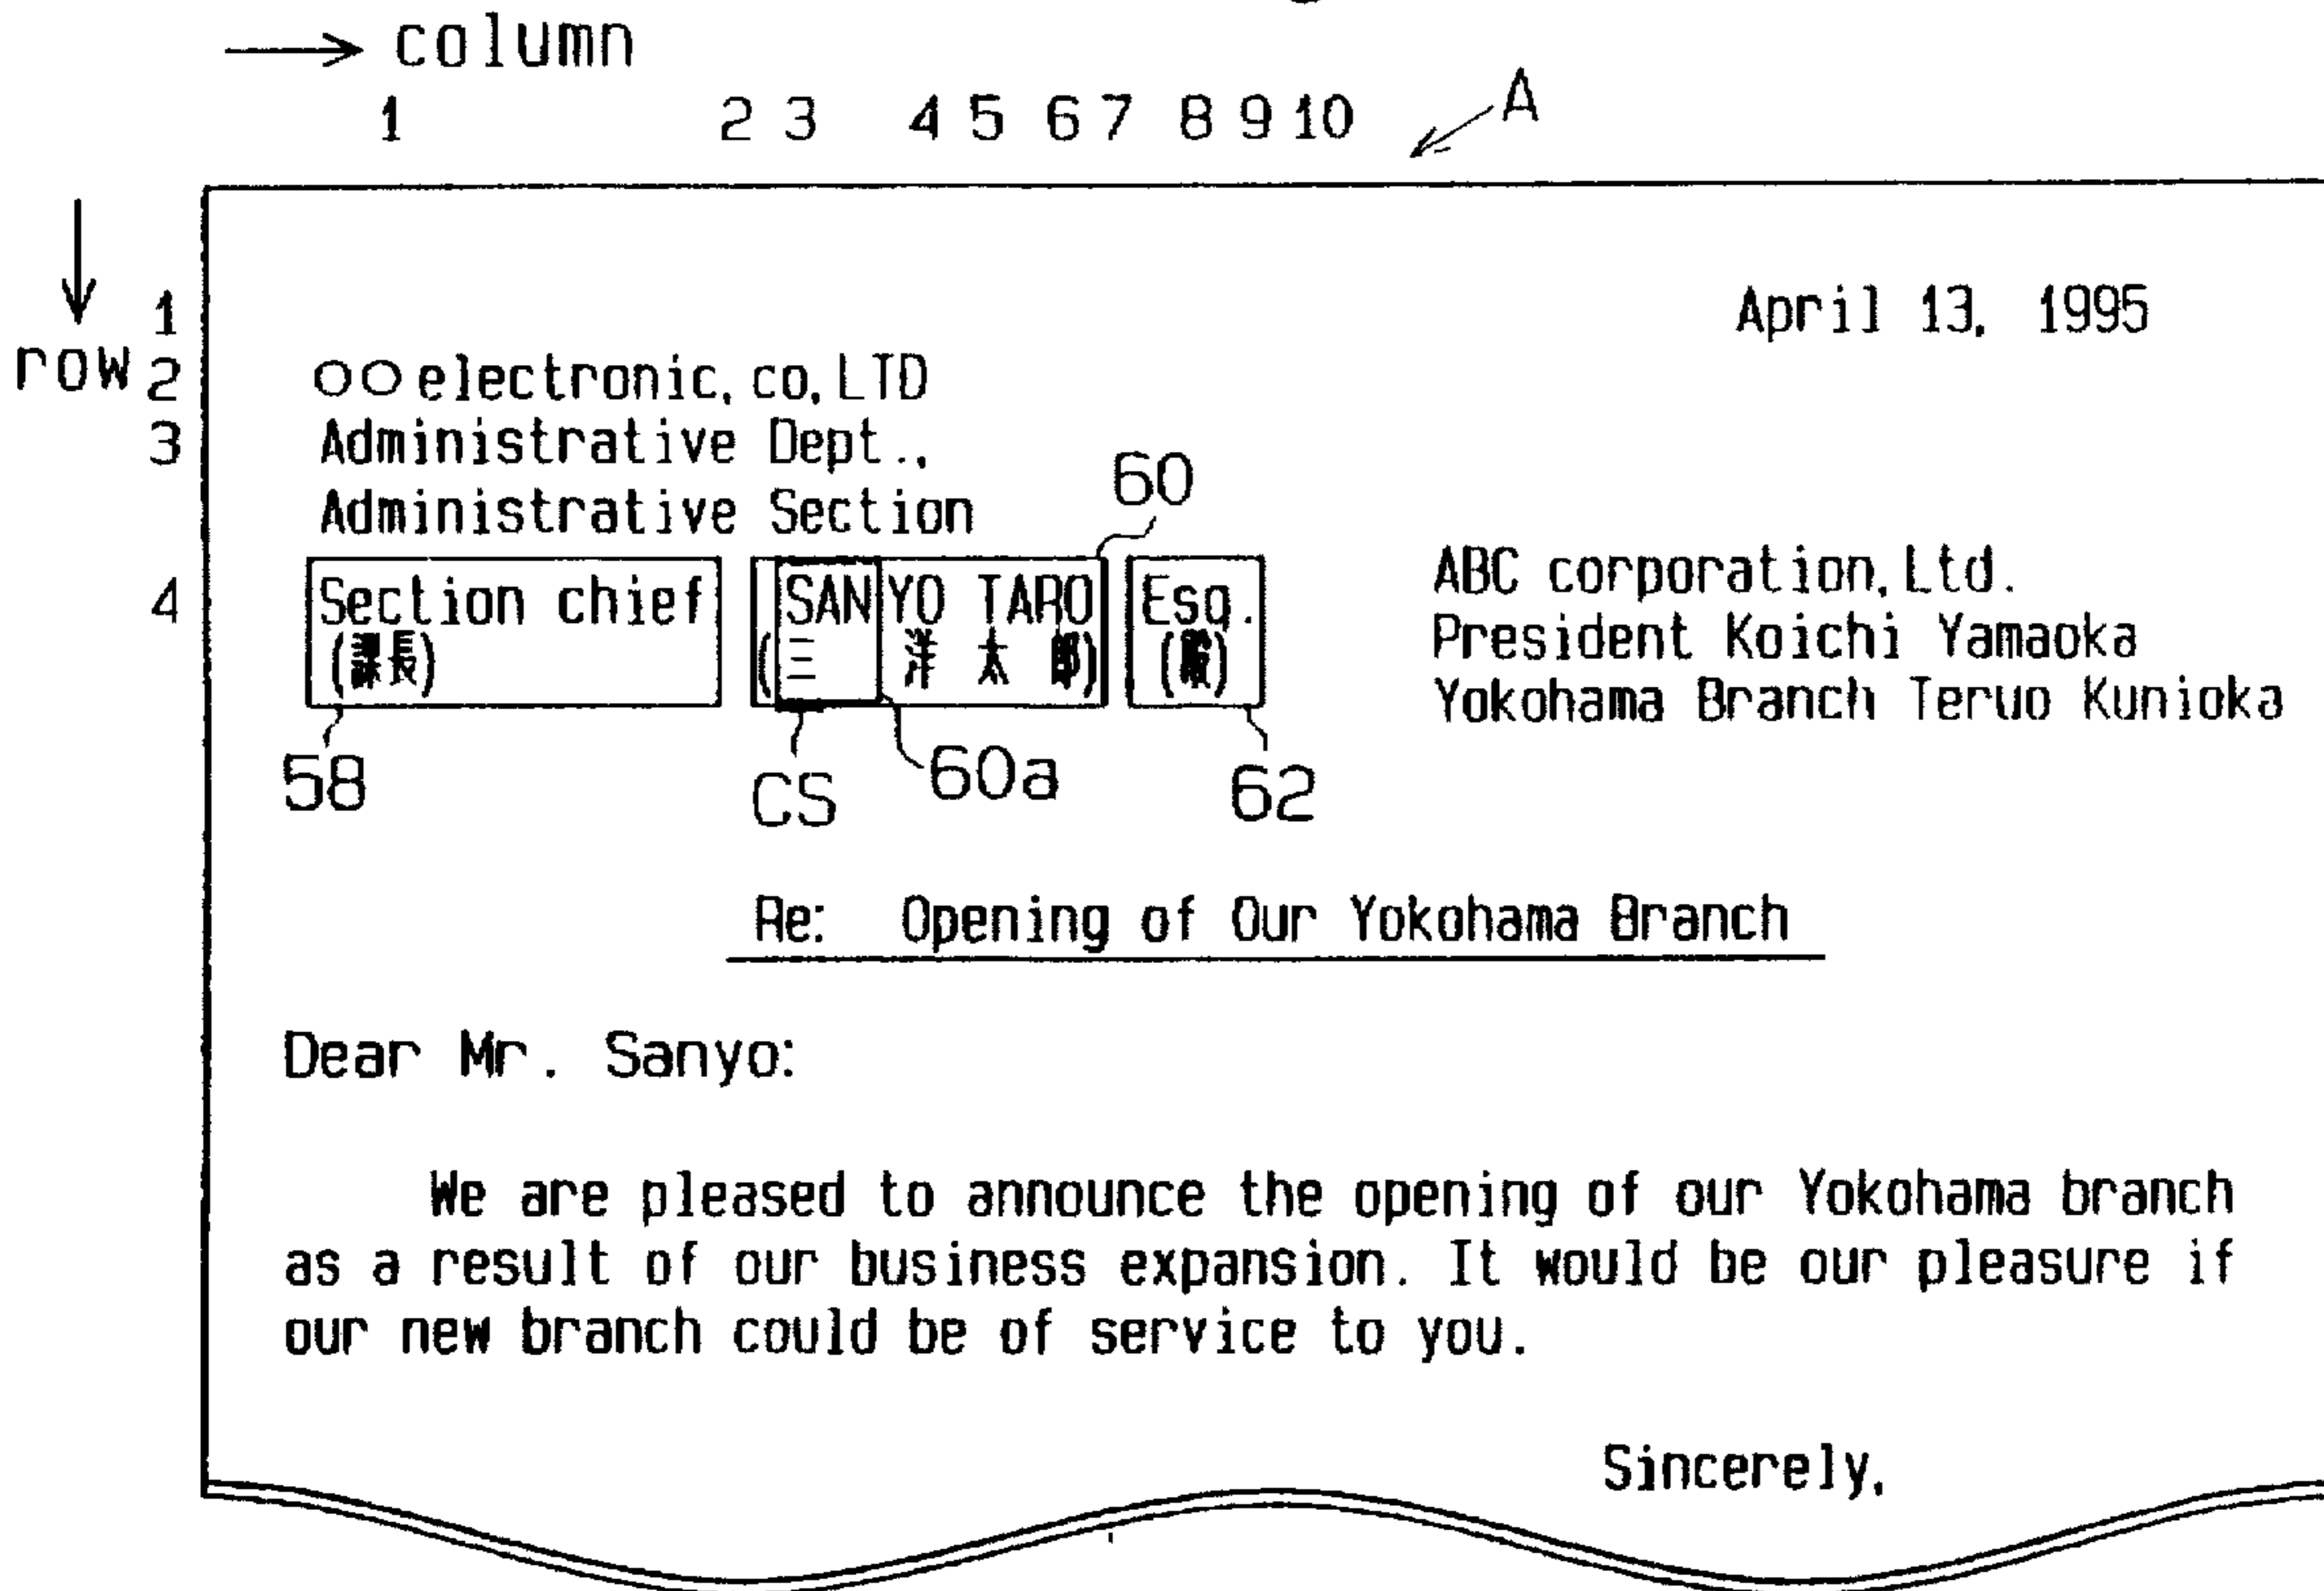 → column
1 2 3 4 5 6 7 8 9 10 A
row
1 April 13, 1995
2 ○○electronic, co, LTD
3 Administrative Dept.,
Administrative Section
60
4 Section chief SANYO TARO Esq.
(課長) (三 洋 太 郎) (殿)
ABC corporation, Ltd.
President Koichi Yamaoka
Yokohama Branch Teruo Kunioka
58 CS 60a 62
Re: Opening of Our Yokohama Branch
Dear Mr. Sanyo:
We are pleased to announce the opening of our Yokohama branch
as a result of our business expansion. It would be our pleasure if
our new branch could be of service to you.
Sincerely,